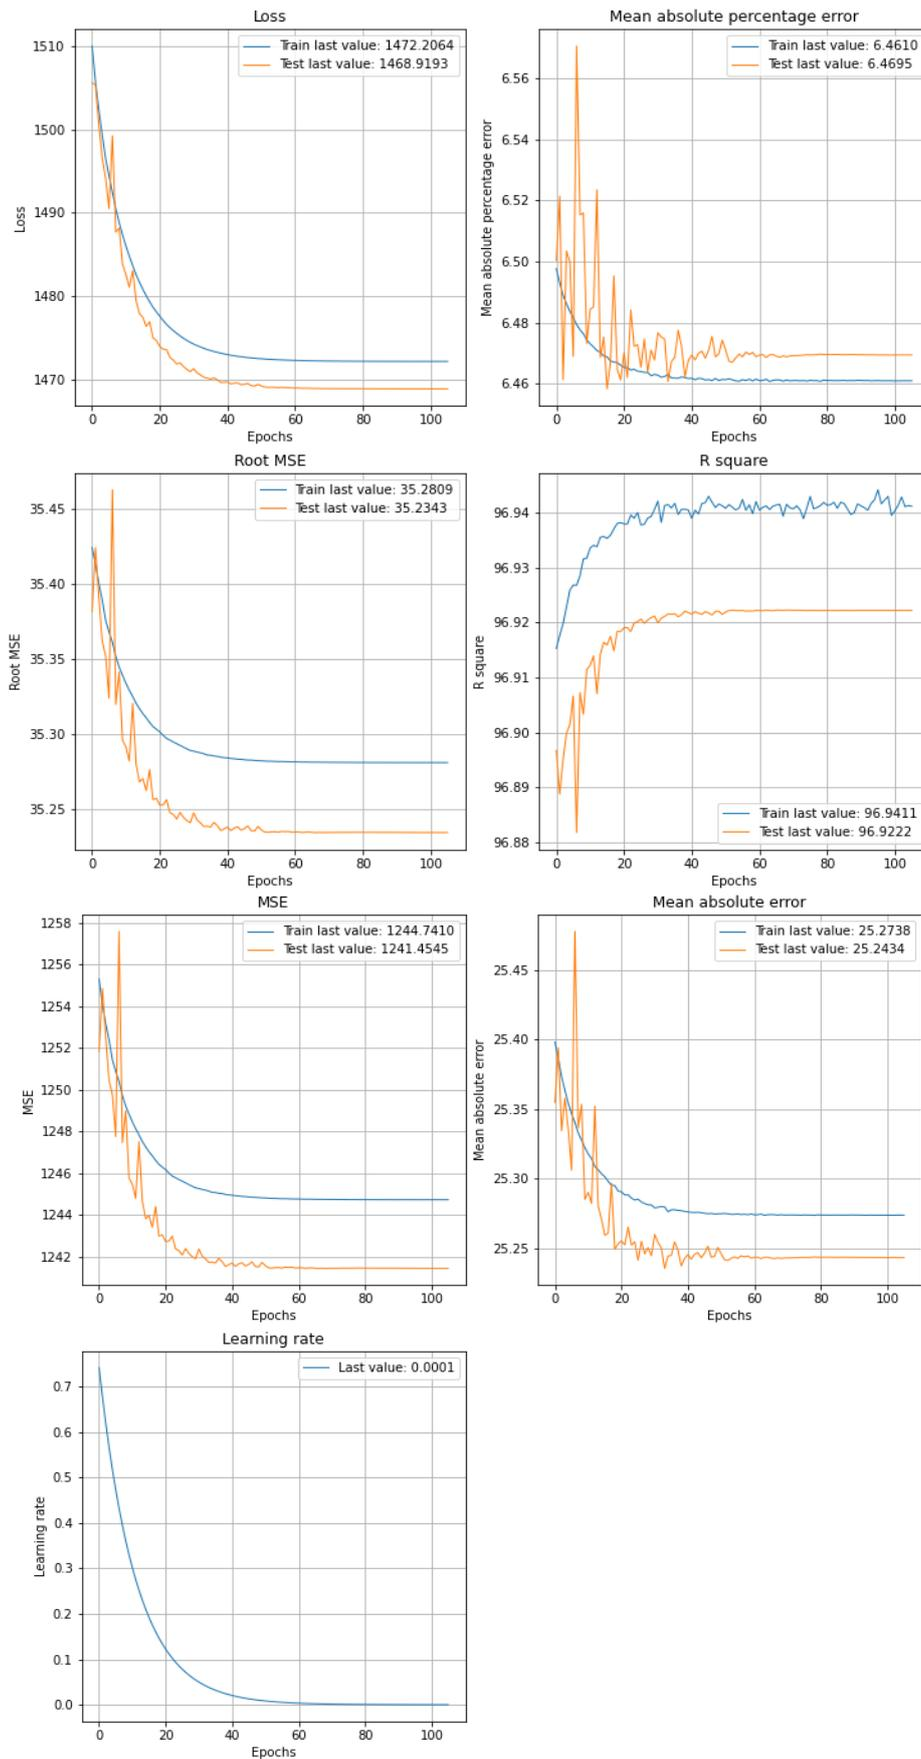 Loss
Train last value: 1472.2064
Test last value: 1468.9193
1510
1500
1490
1480
1470
Loss
0 20 40 60 80 100
Epochs
Mean absolute percentage error
Train last value: 6.4610
Test last value: 6.4695
6.56
6.54
6.52
6.50
6.48
6.46
Mean absolute percentage error
0 20 40 60 80 100
Epochs
Root MSE
Train last value: 35.2809
Test last value: 35.2343
35.45
35.40
35.35
35.30
35.25
Root MSE
0 20 40 60 80 100
Epochs
R square
96.94
96.93
96.92
96.91
96.90
96.89
96.88
R square
Train last value: 96.9411
Test last value: 96.9222
0 20 40 60 80 100
Epochs
MSE
Train last value: 1244.7410
Test last value: 1241.4545
1258
1256
1254
1252
1250
1248
1246
1244
1242
MSE
0 20 40 60 80 100
Epochs
Mean absolute error
Train last value: 25.2738
Test last value: 25.2434
25.45
25.40
25.35
25.30
25.25
Mean absolute error
0 20 40 60 80 100
Epochs
Learning rate
Last value: 0.0001
0.7
0.6
0.5
0.4
0.3
0.2
0.1
0.0
Learning rate
0 20 40 60 80 100
Epochs